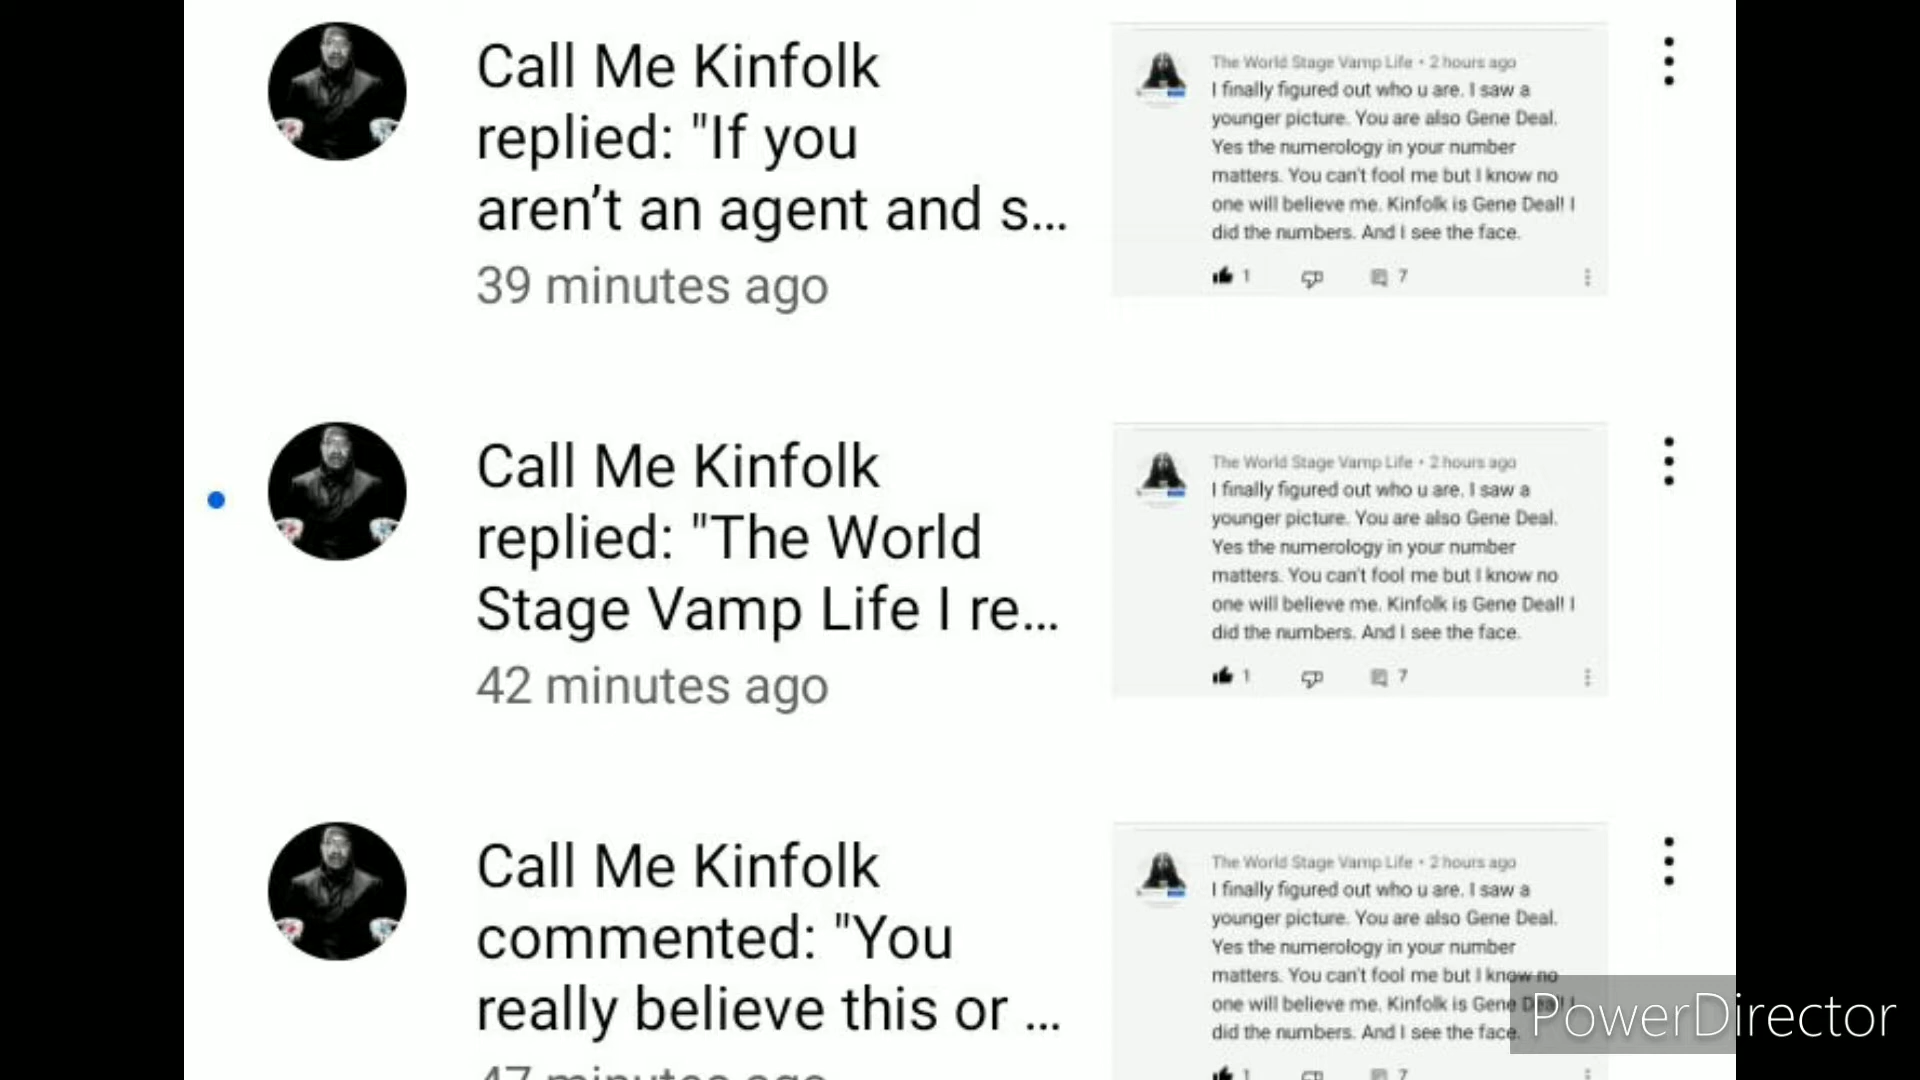 Call Me Kinfolk
replied: "If you
aren’t an agent and s...
39 minutes ago
The World Stage Vamp Life • 2 hours ago
I finally figured out who u are. I saw a
younger picture. You are also Gene Deal.
Yes the numerology in your number
matters. You can't fool me but I know no
one will believe me. Kinfolk is Gene Deal! I
did the numbers. And I see the face.
1 7
Call Me Kinfolk
replied: "The World
Stage Vamp Life I re...
42 minutes ago
The World Stage Vamp Life • 2 hours ago
I finally figured out who u are. I saw a
younger picture. You are also Gene Deal.
Yes the numerology in your number
matters. You can't fool me but I know no
one will believe me. Kinfolk is Gene Deal! I
did the numbers. And I see the face.
1 7
Call Me Kinfolk
commented: "You
really believe this or ...
47 minutes ago
The World Stage Vamp Life • 2 hours ago
I finally figured out who u are. I saw a
younger picture. You are also Gene Deal.
Yes the numerology in your number
matters. You can't fool me but I know no
one will believe me. Kinfolk is Gene Deal! I
did the numbers. And I see the face.
1 7
PowerDirector